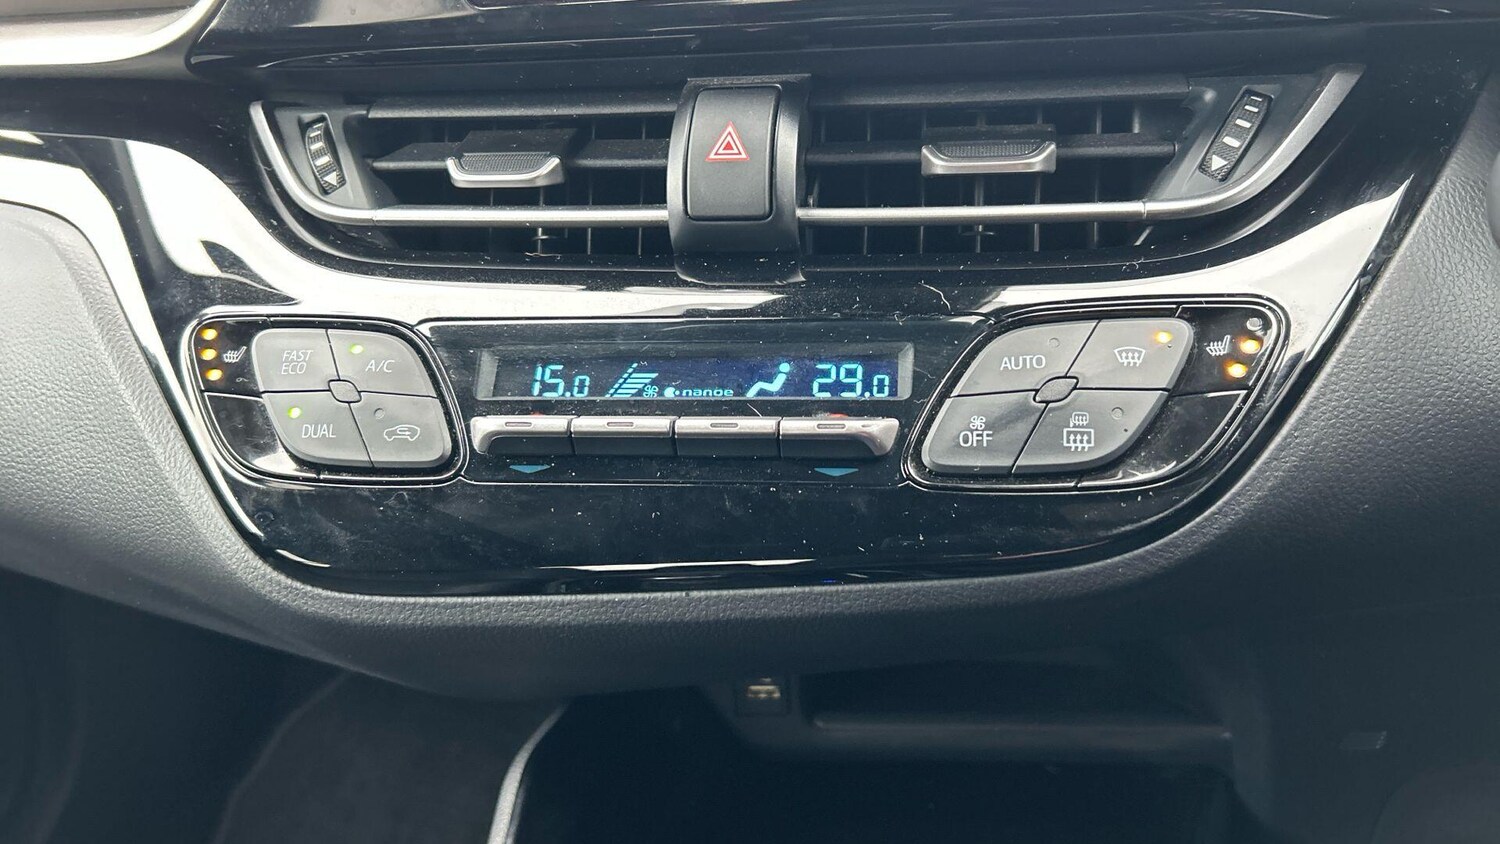 FAST
ECO
A/C
DUAL
15.0
nanoe
29.0
AUTO
OFF